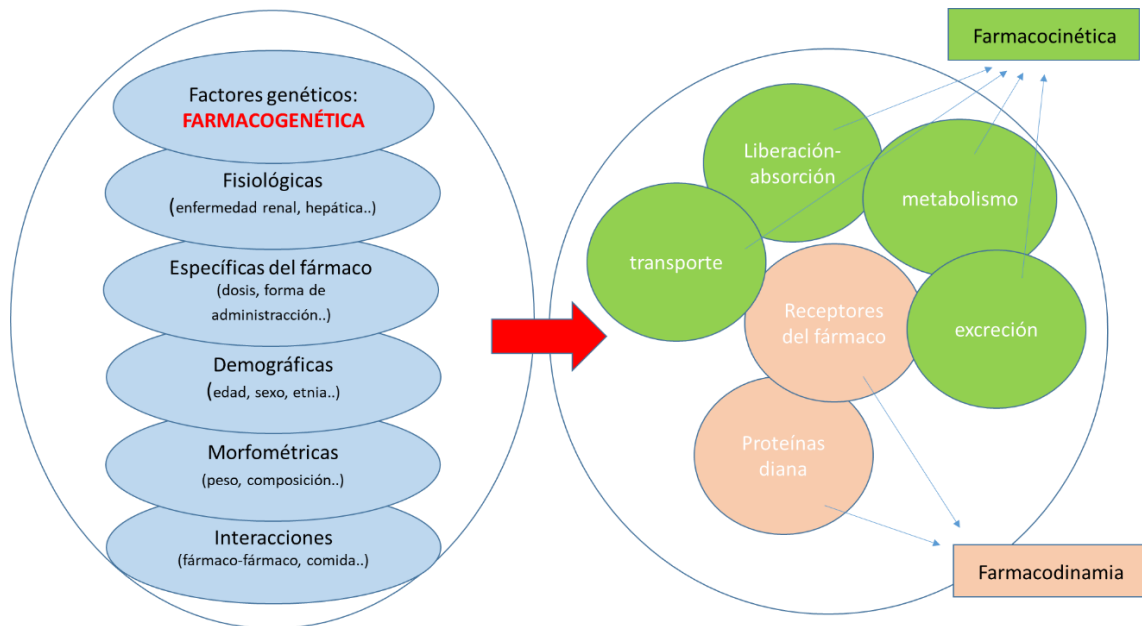 Factores genéticos:
FARMACOGENÉTICA
Fisiológicas
(enfermedad renal, hepática..)
Específicas del fármaco
(dosis, forma de
administracción..)
Demográficas
(edad, sexo, etnia..)
Morfométricas
(peso, composición..)
Interacciones
(fármaco-fármaco, comida..)
Farmacocinética
Liberación-
absorción
metabolismo
transporte
Receptores
del fármaco
excreción
Proteínas
diana
Farmacodinamia